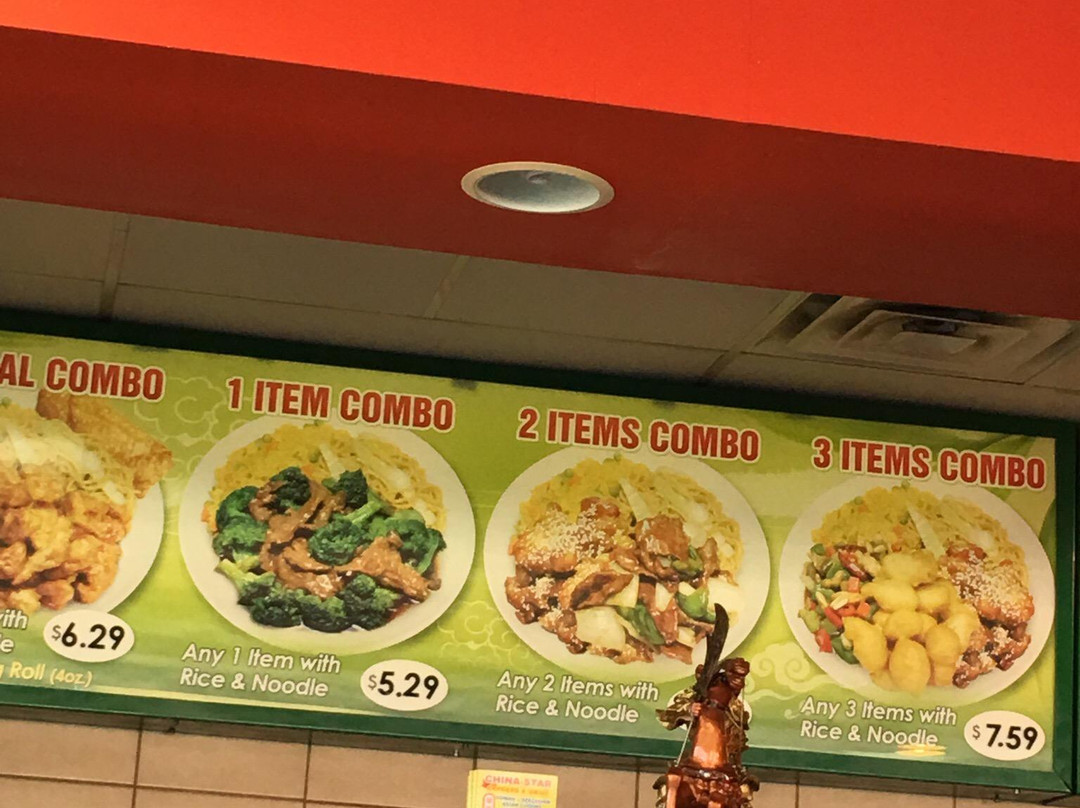 AL COMBO
1 ITEM COMBO
2 ITEMS COMBO
3 ITEMS COMBO
ith
e
$6.29
Roll (4oz.)
Any 1 Item with
Rice & Noodle
$5.29
Any 2 Items with
Rice & Noodle
Any 3 Items with
Rice & Noodle
$7.59
CHINA STAR